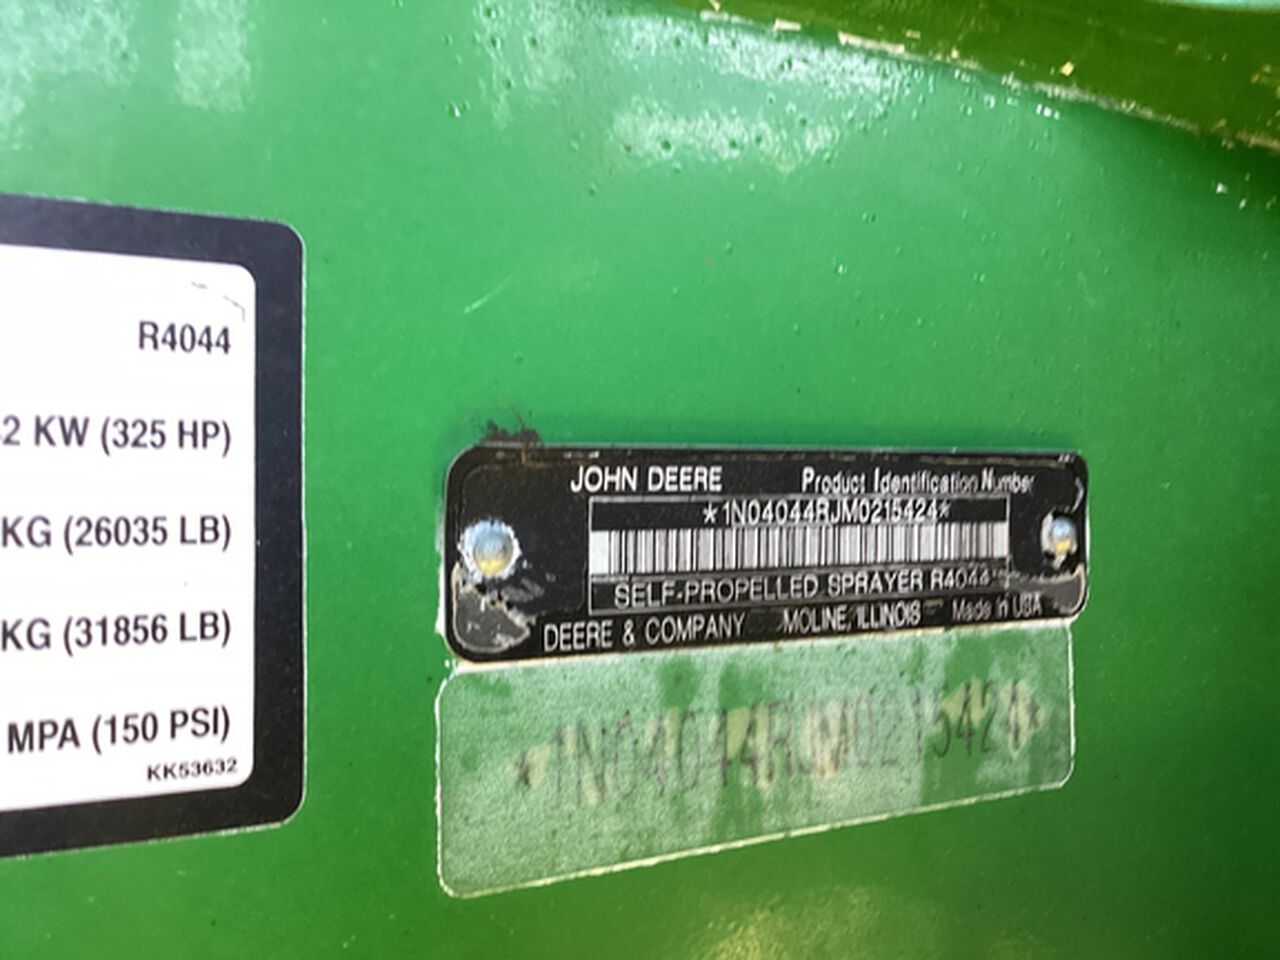 R4044
2 KW (325 HP)
KG (26035 LB)
KG (31856 LB)
MPA (150 PSI)
KK53632
JOHN DEERE Product Identification Number
*1N04044RJM0215424*
SELF-PROPELLED SPRAYER R4044
DEERE & COMPANY MOLINE, ILLINOIS Made in USA
*1N04044RJM0215424*